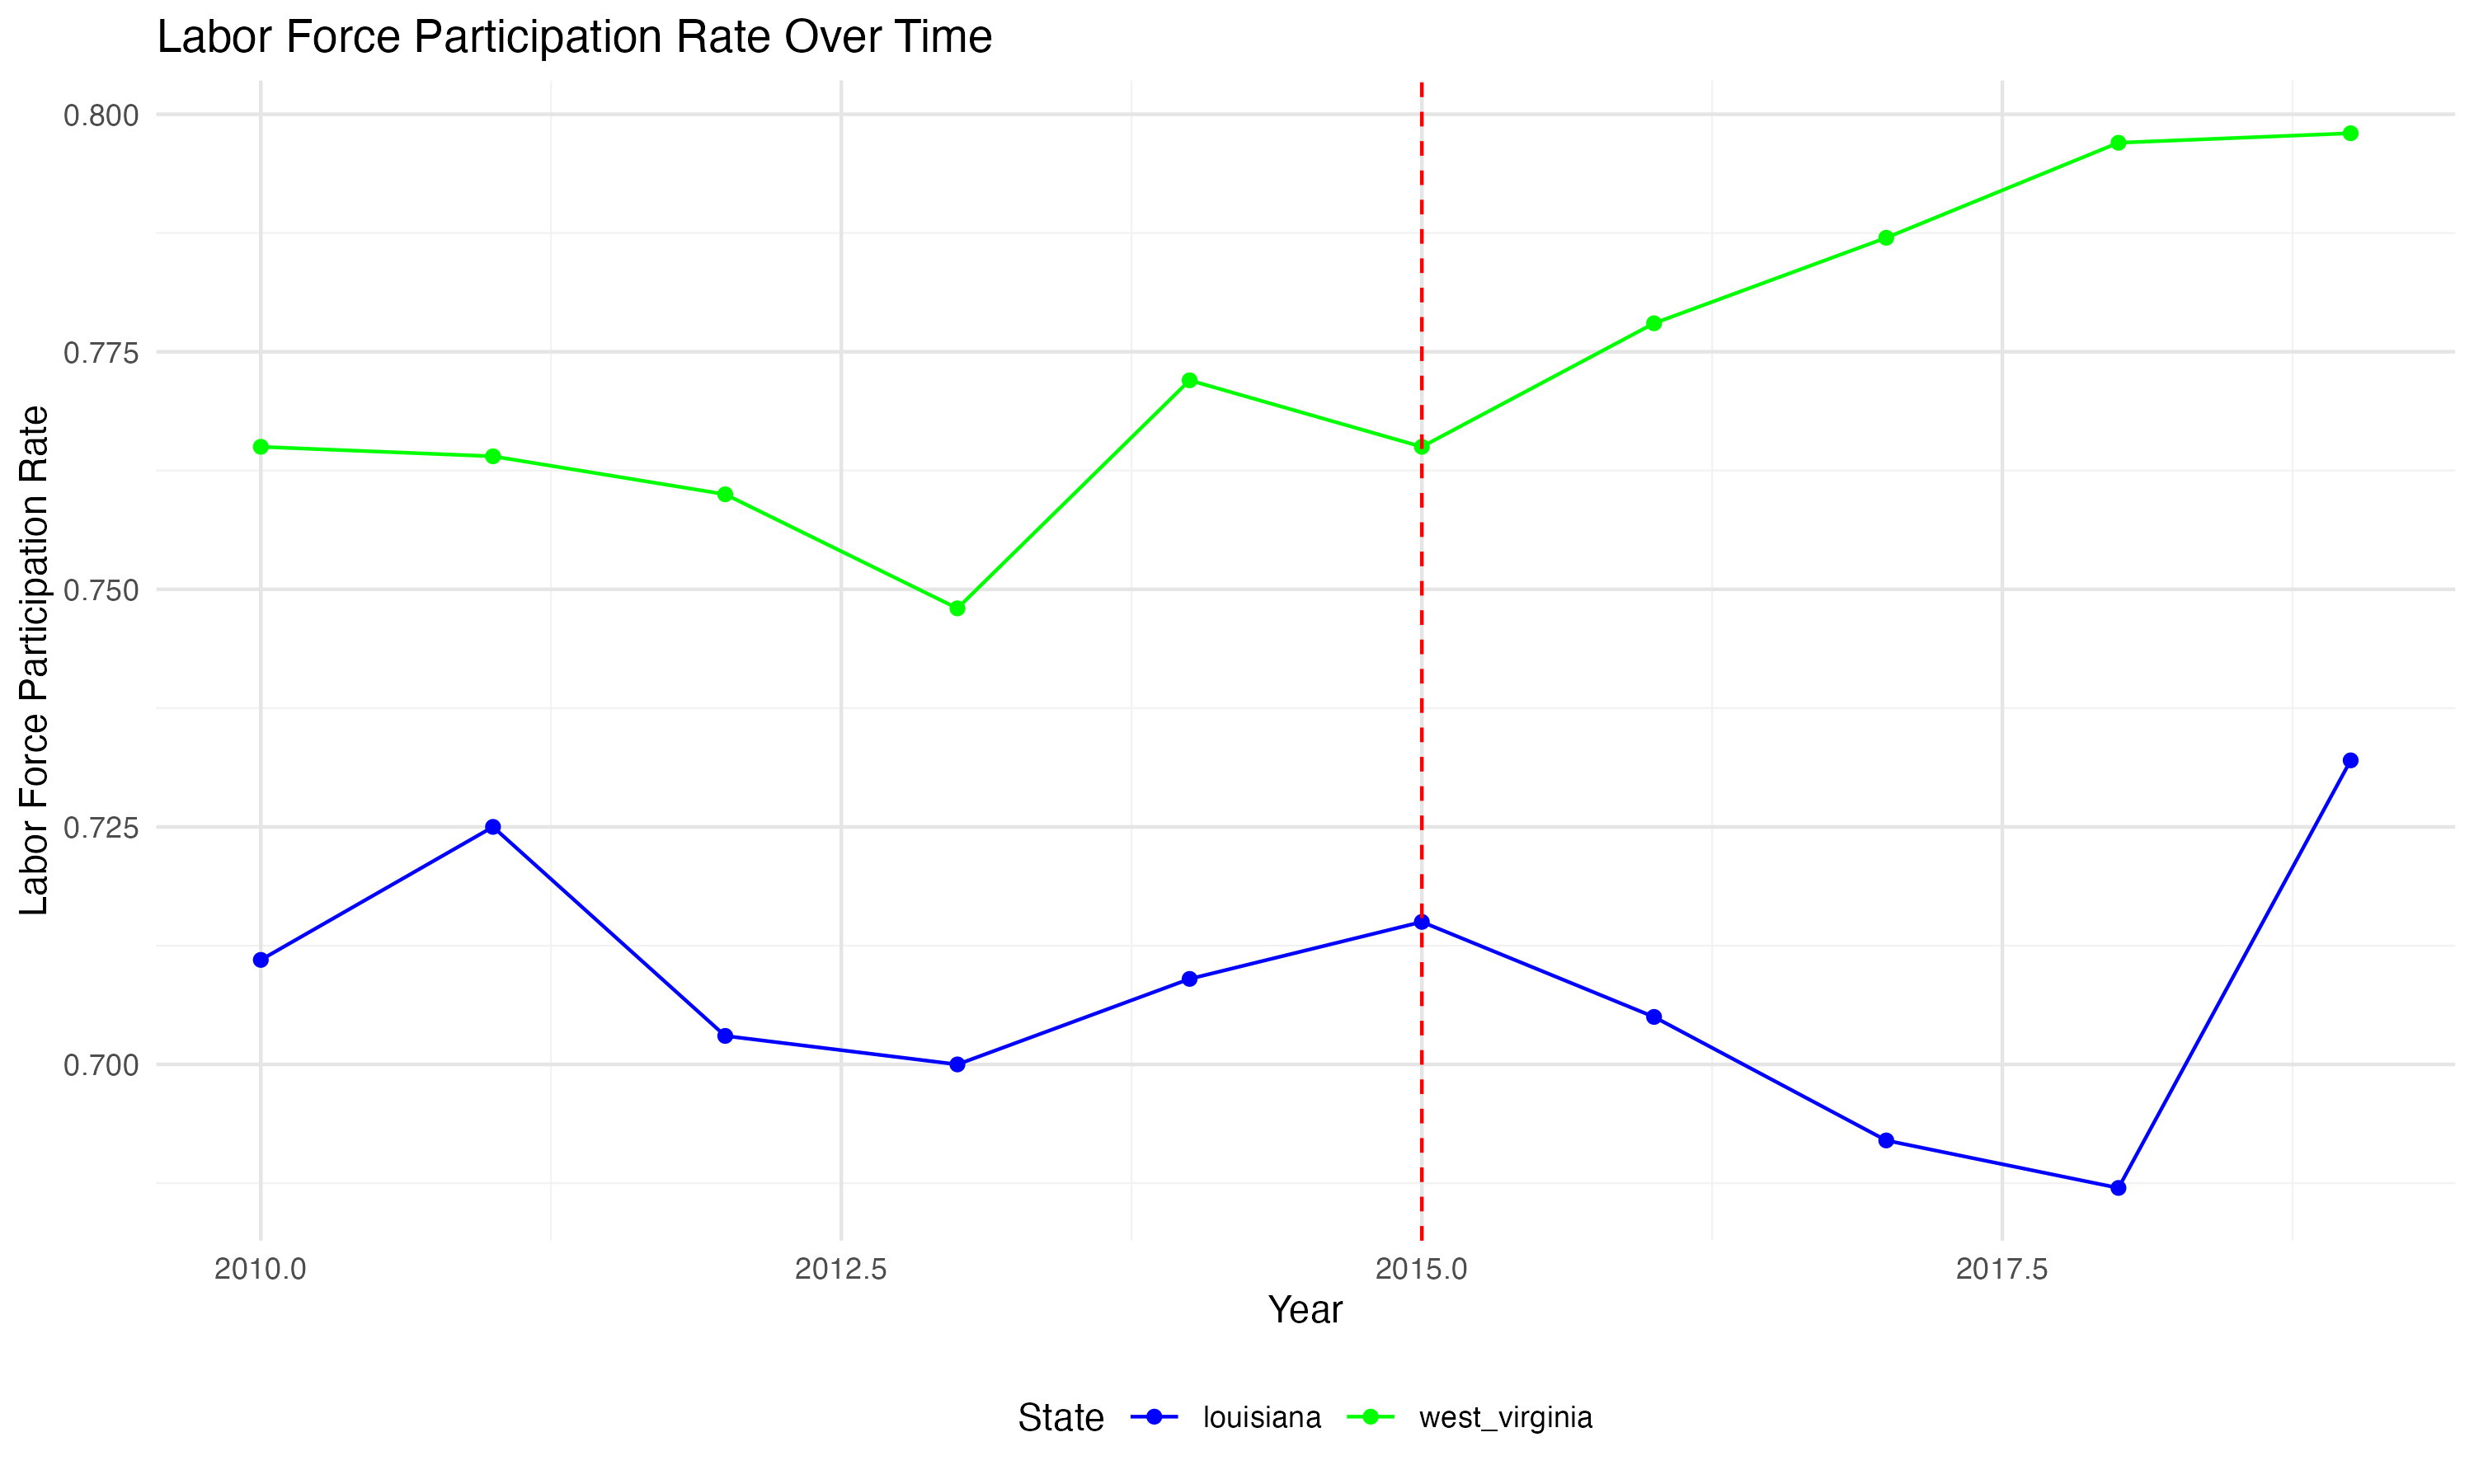 Labor Force Participation Rate Over Time
Labor Force Participation Rate
0.800
0.775
0.750
0.725
0.700
2010.0 2012.5 2015.0 2017.5
Year
State louisiana west_virginia